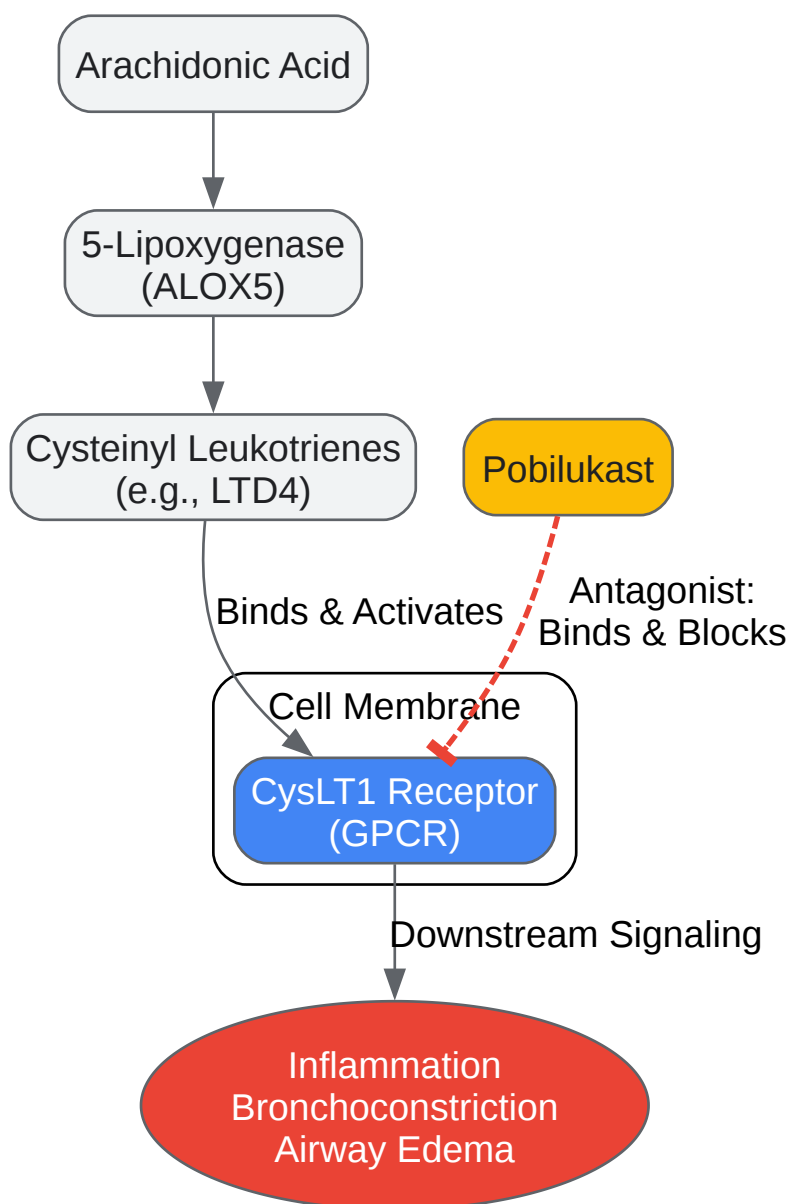 Arachidonic Acid
5-Lipoxygenase
(ALOX5)
Cysteinyl Leukotrienes
(e.g., LTD4)
Pobilukast
Binds & Activates
Antagonist:
Binds & Blocks
Cell Membrane
CysLT1 Receptor
(GPCR)
Downstream Signaling
Inflammation
Bronchoconstriction
Airway Edema